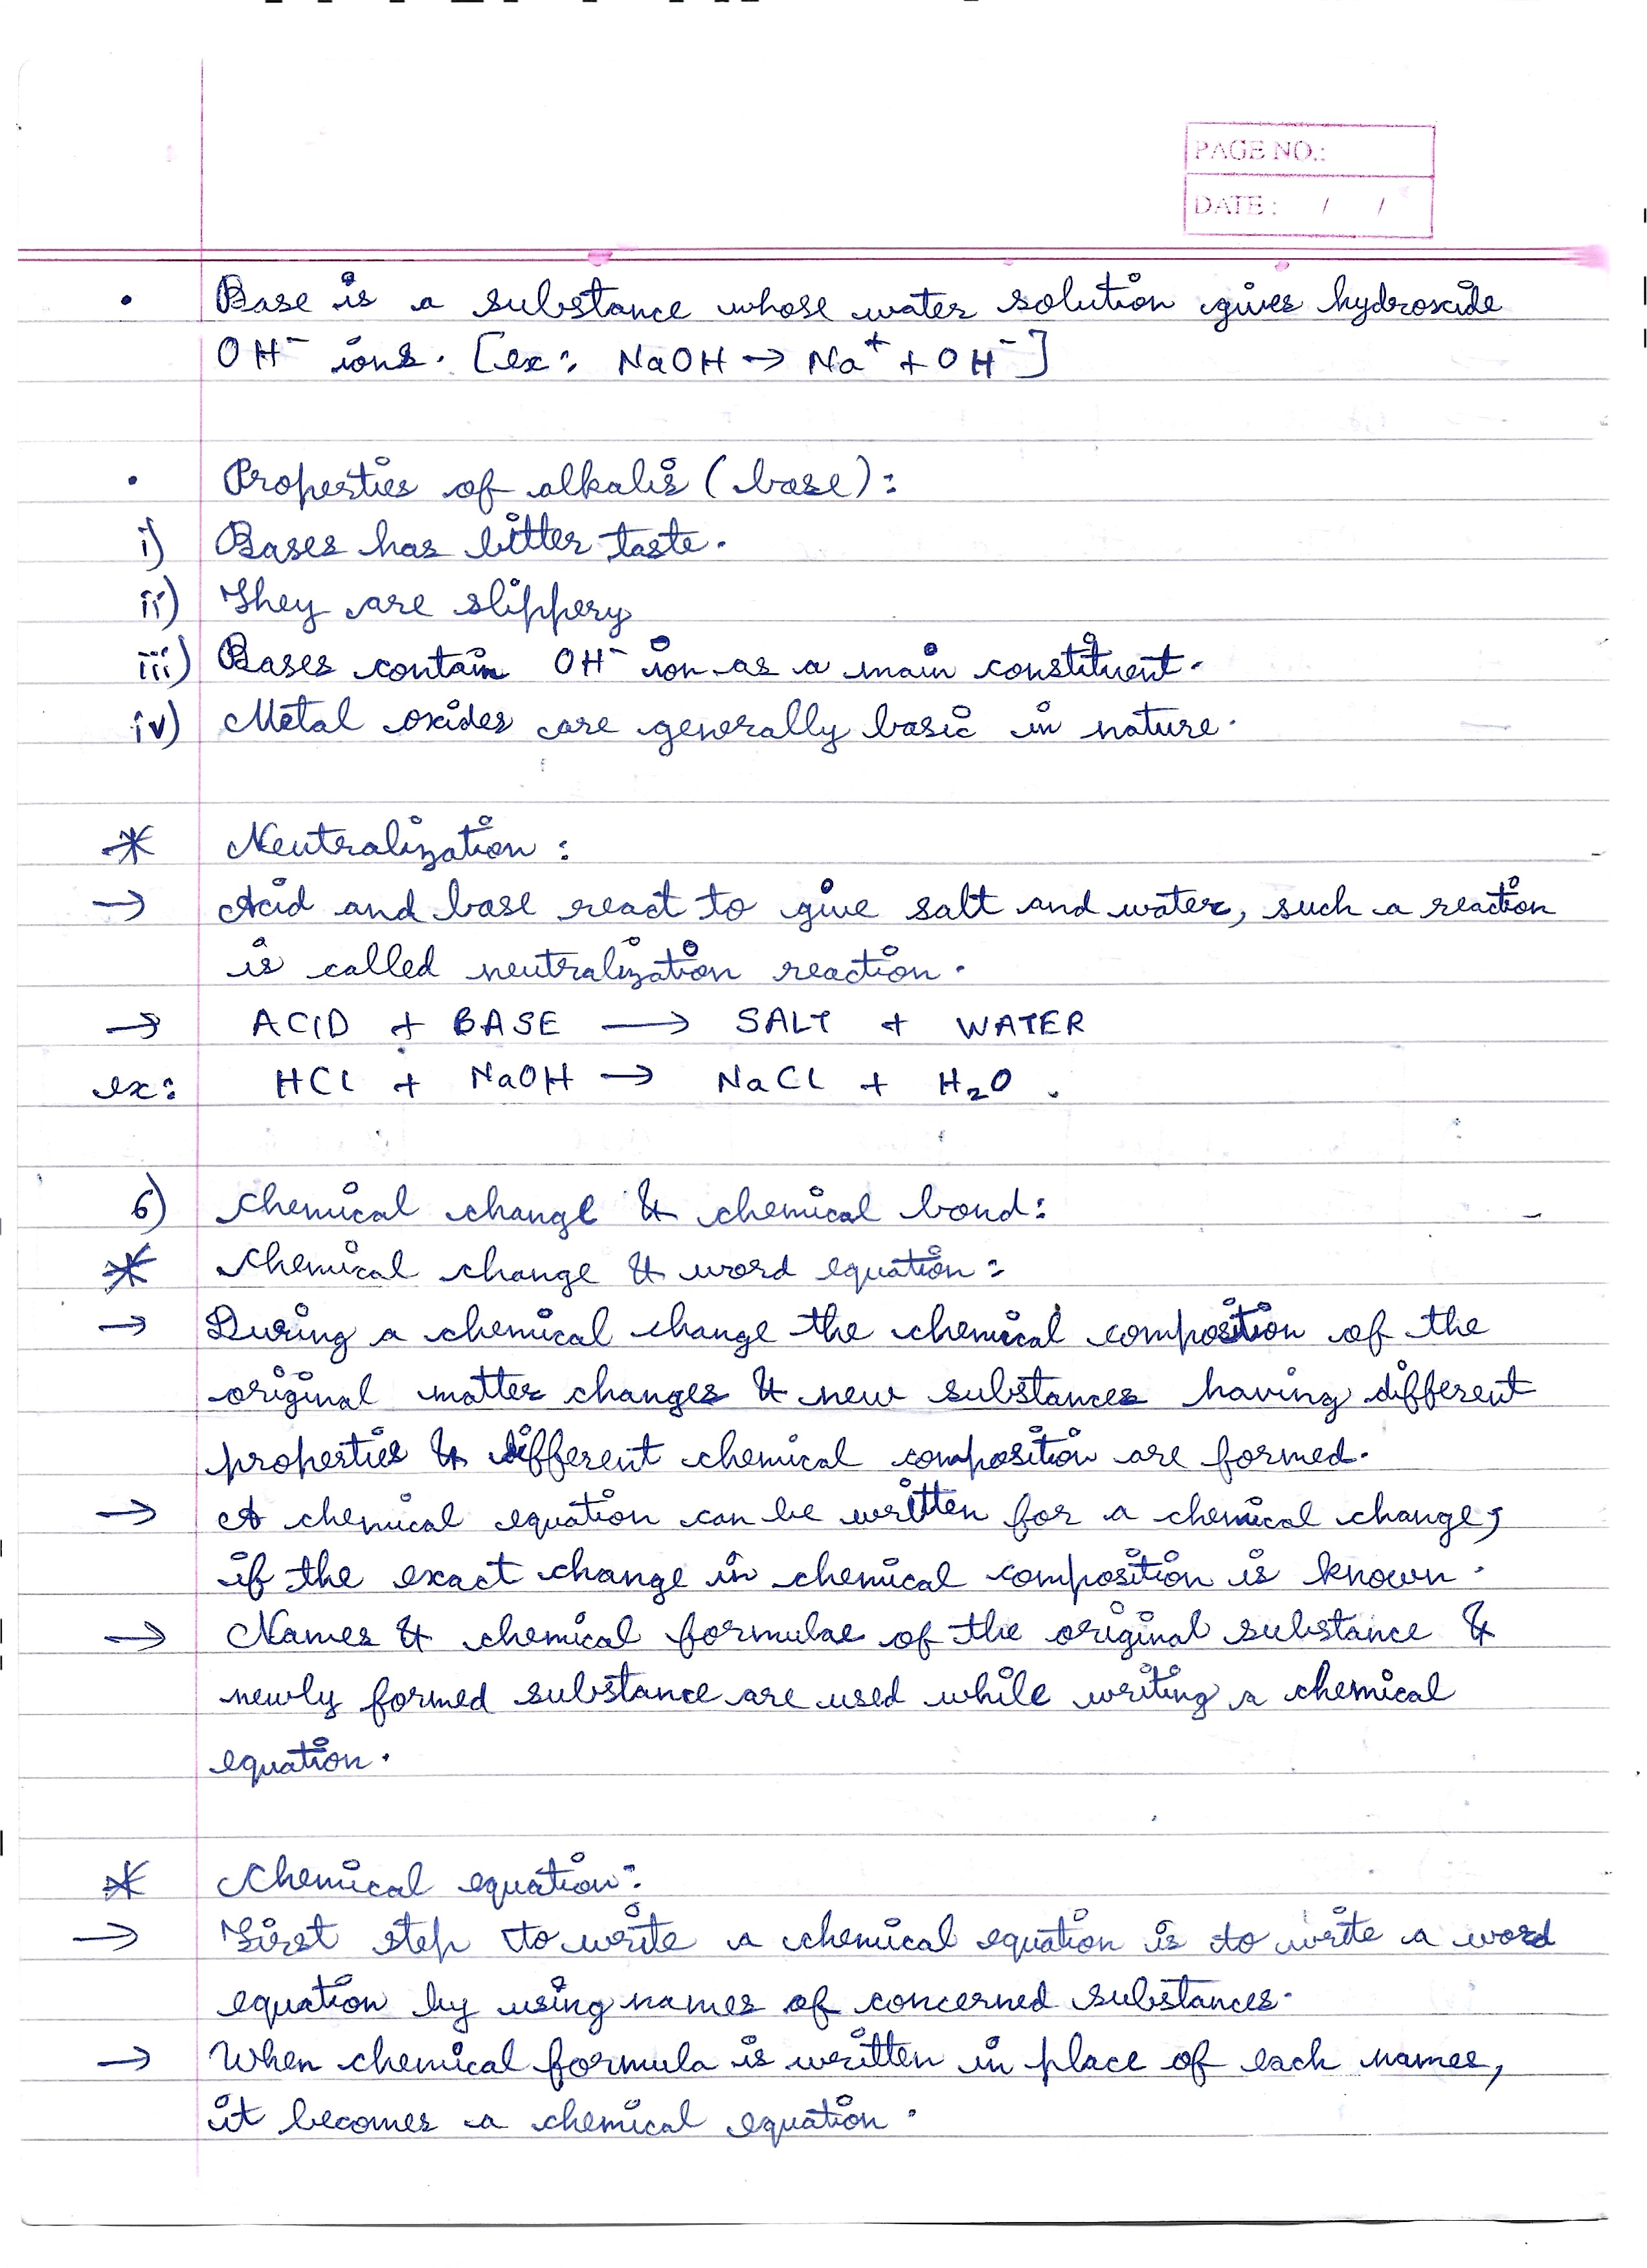 PAGE NO.:
DATE : / /
• Base is a substance whose water solution gives hydroxide
OH⁻ ions. [ex: NaOH → Na⁺ + OH⁻]
• Properties of alkalis (base):
i) Bases has bitter taste.
ii) They are slippery
iii) Bases contain OH⁻ ion as a main constituent.
iv) Metal oxides are generally basic in nature.
* Neutralization :
→ Acid and base react to give salt and water, such a reaction
is called neutralization reaction.
→ ACID + BASE → SALT + WATER
ex: HCl + NaOH → NaCl + H₂O .
6) Chemical change & chemical bond:
* Chemical change & word equation:
→ During a chemical change the chemical composition of the
original matter changes & new substances having different
properties & different chemical composition are formed.
→ A chemical equation can be written for a chemical change,
if the exact change in chemical composition is known.
→ Names & chemical formulae of the original substance &
newly formed substance are used while writing a chemical
equation.
* Chemical equation:
→ First step to write a chemical equation is to write a word
equation by using names of concerned substances.
→ When chemical formula is written in place of each names,
it becomes a chemical equation.